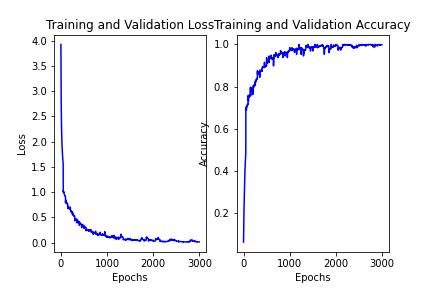 Training and Validation Loss
4.0
3.5
3.0
2.5
2.0
1.5
1.0
0.5
0.0
Loss
0 1000 2000 3000
Epochs
Training and Validation Accuracy
1.0
0.8
0.6
0.4
0.2
Accuracy
0 1000 2000 3000
Epochs